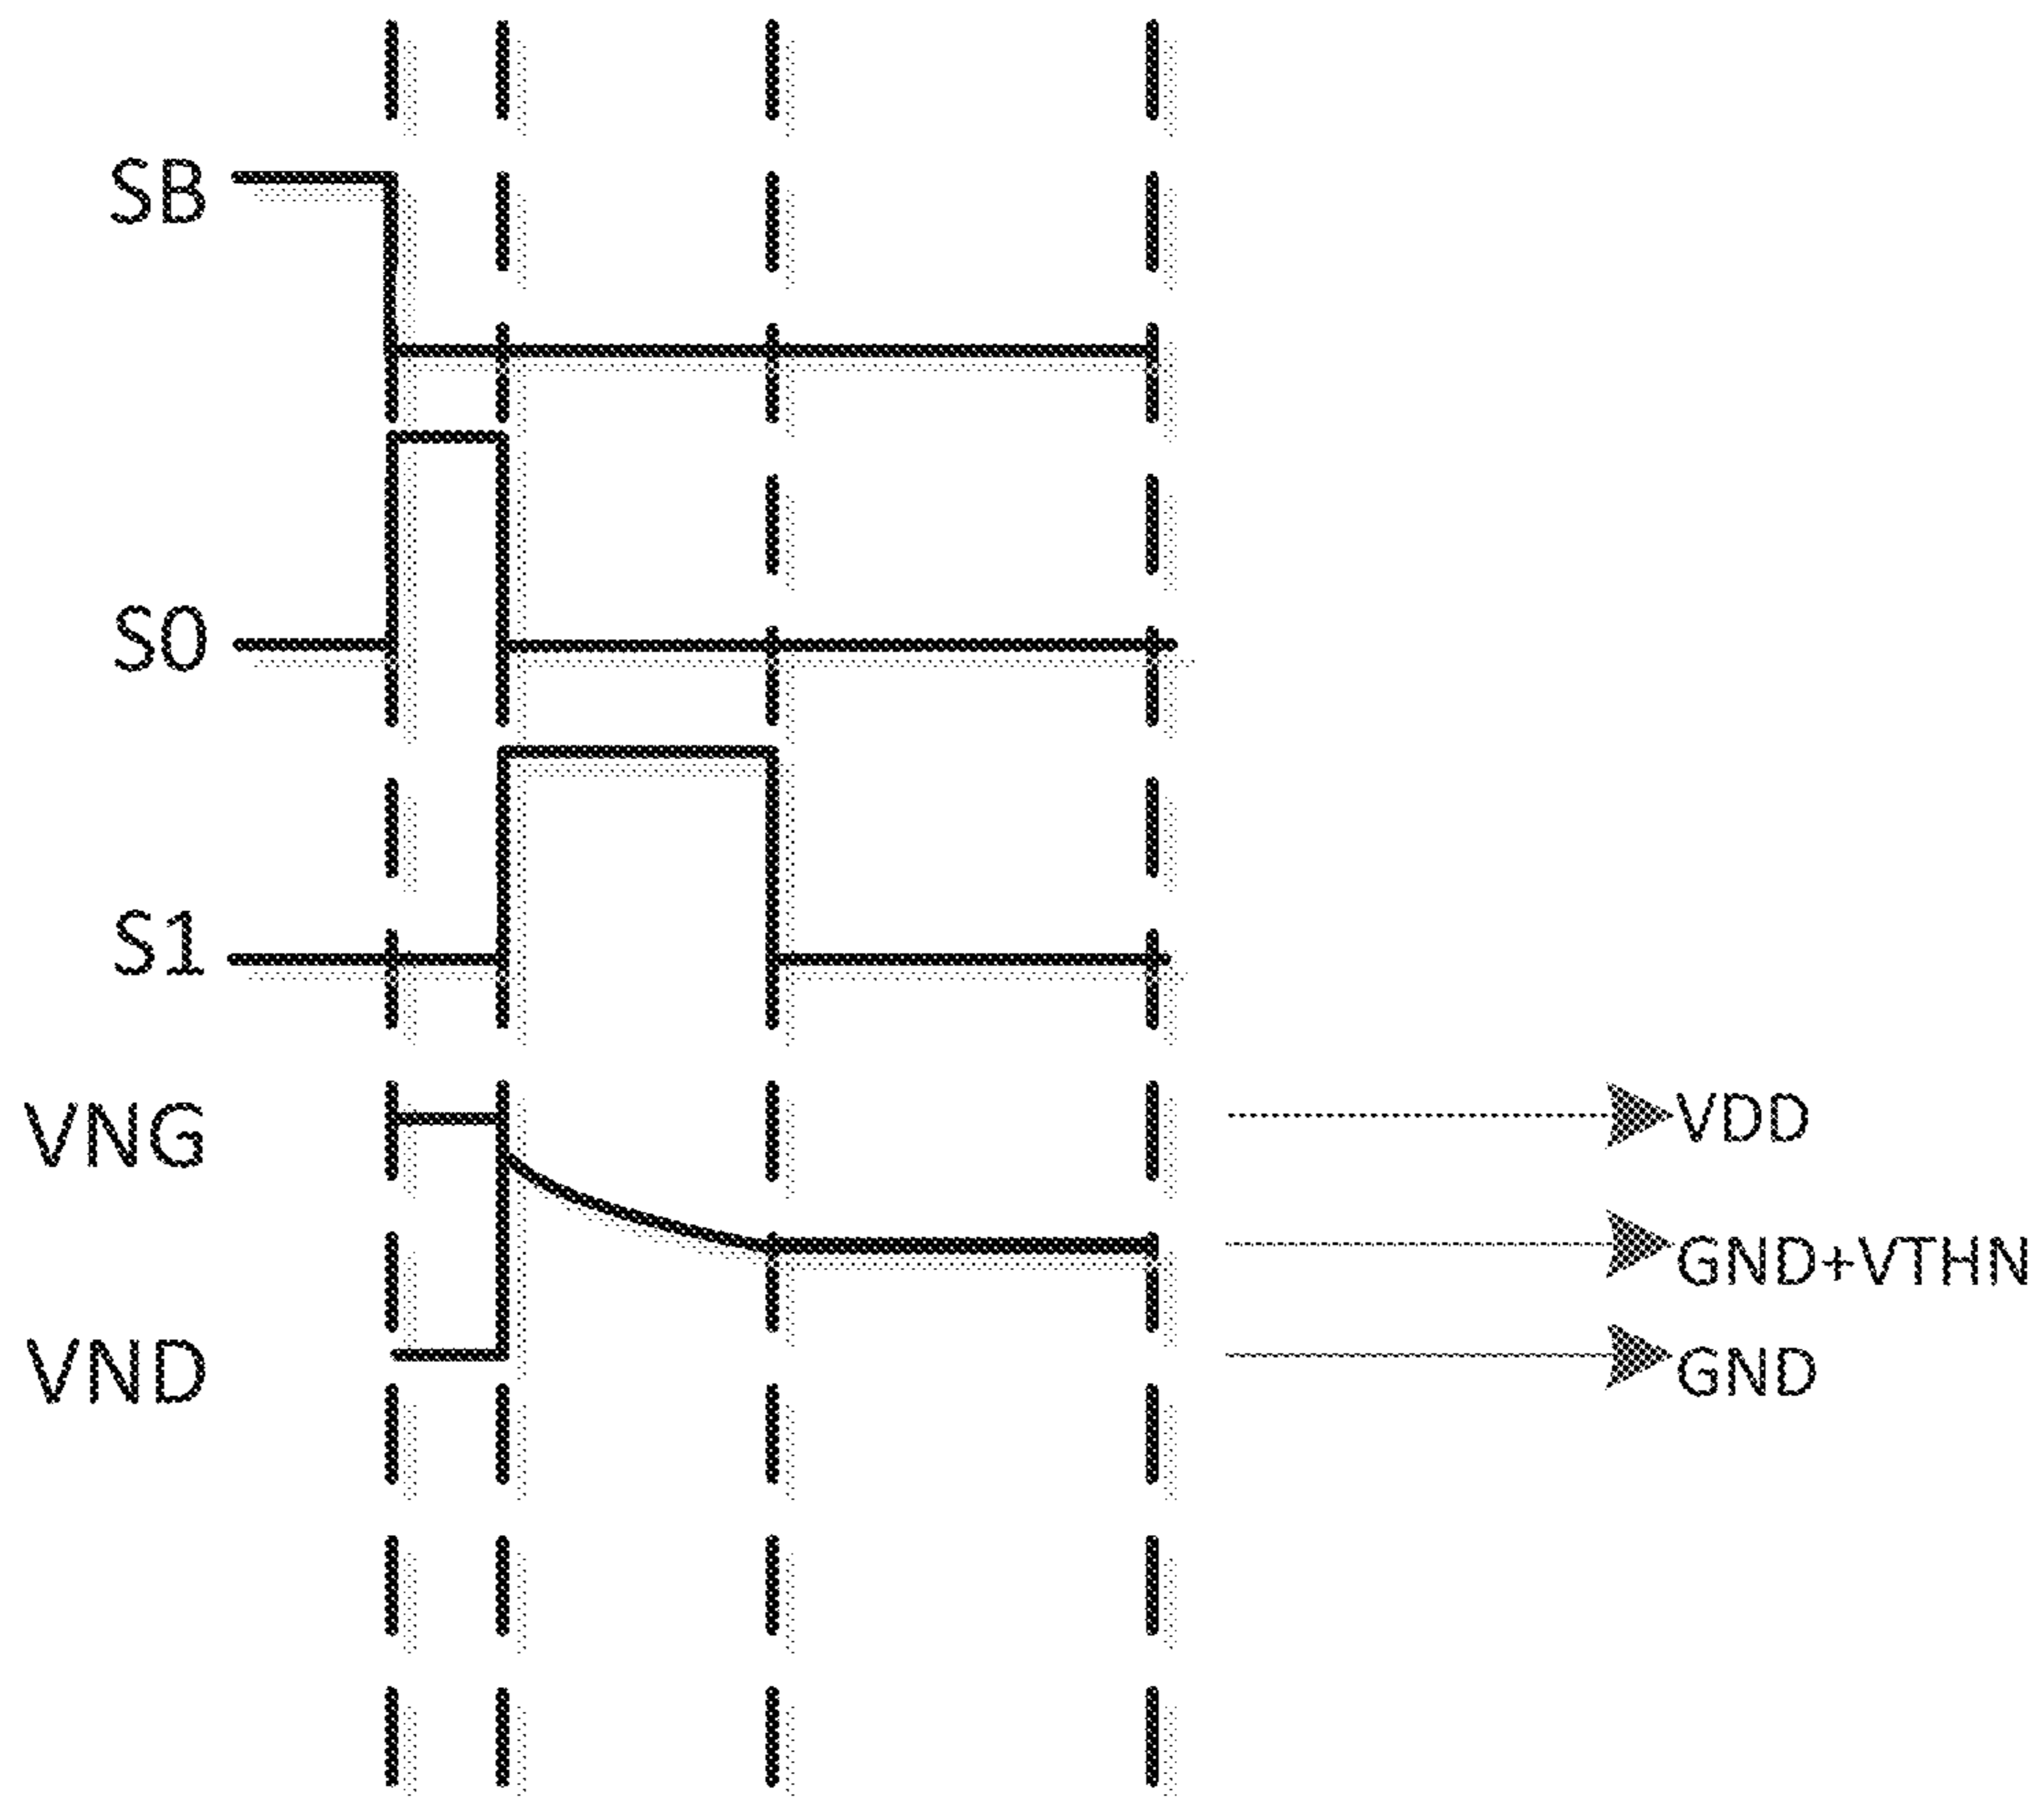 SB
S0
S1
VNG
VDD
GND+VTHN
VND
GND